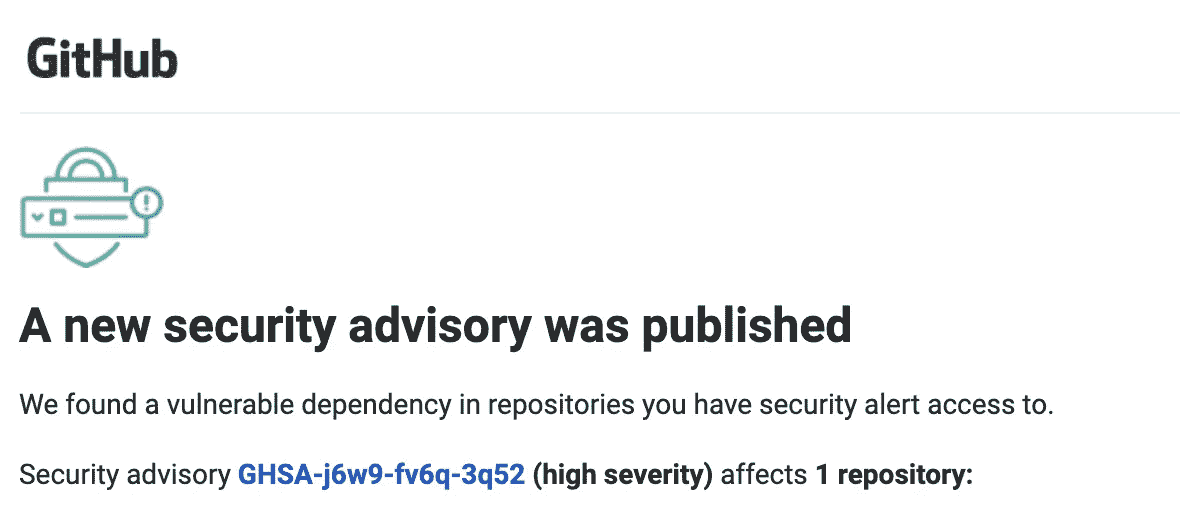 GitHub
A new security advisory was published
We found a vulnerable dependency in repositories you have security alert access to.
Security advisory GHSA-j6w9-fv6q-3q52 (high severity) affects 1 repository: